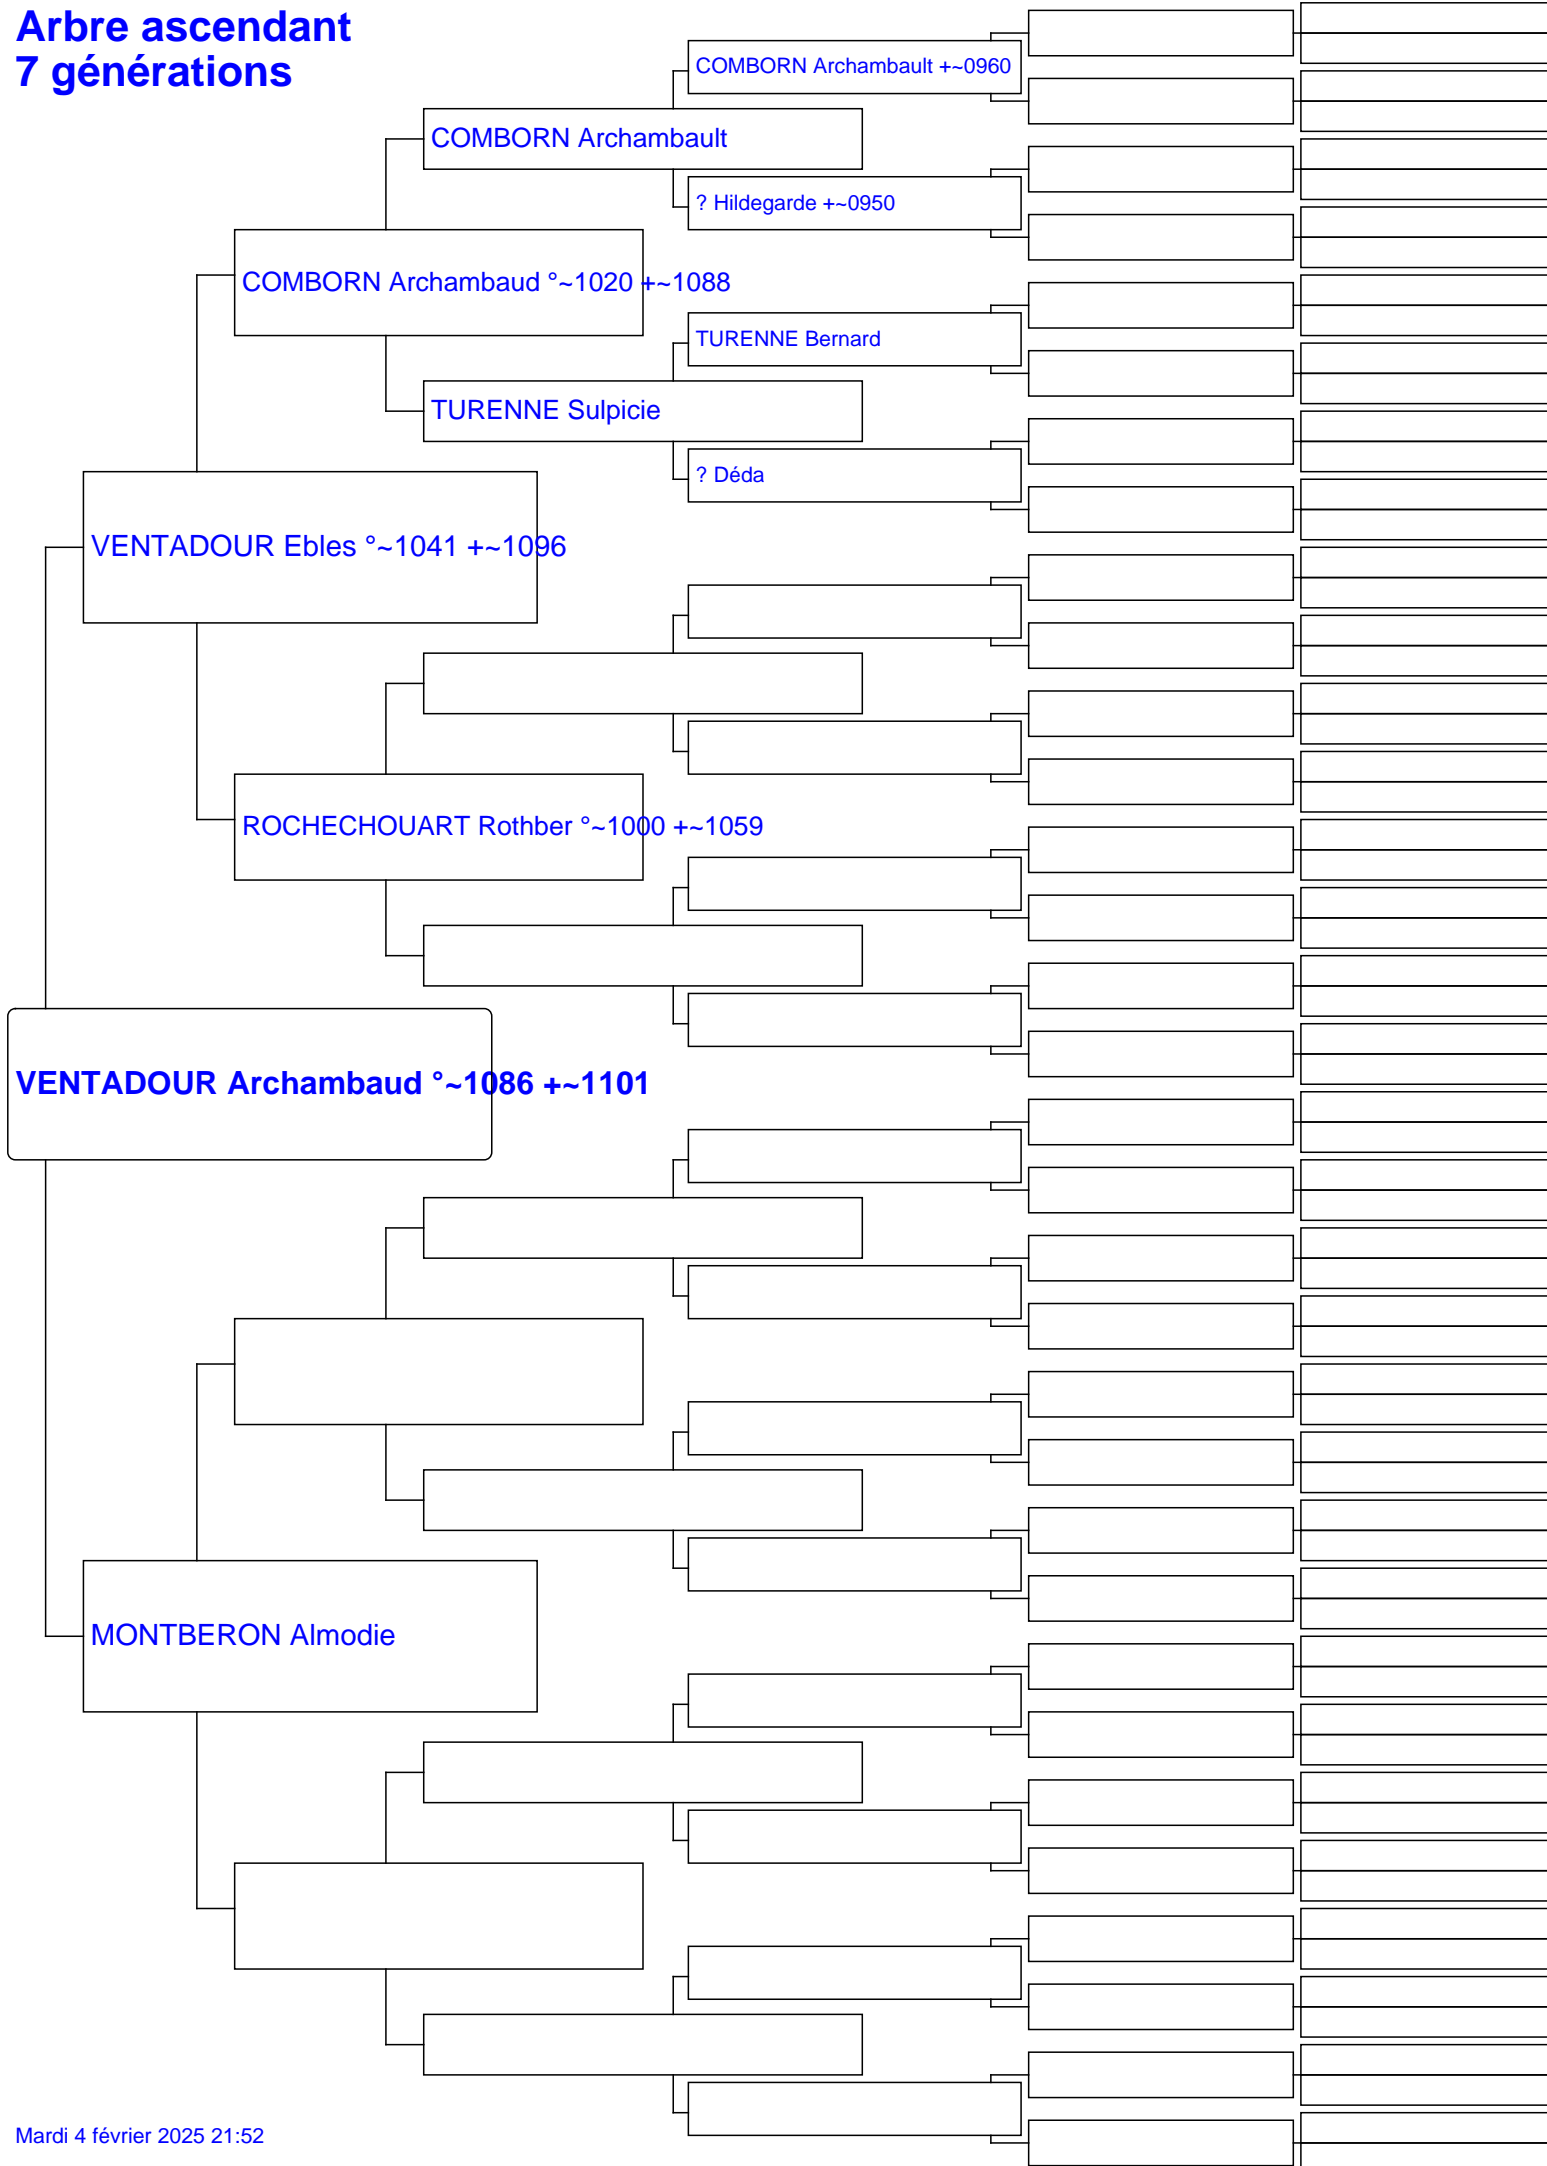 Arbre ascendant
7 générations
COMBORN Archambault +~0960
COMBORN Archambault
? Hildegarde +~0950
COMBORN Archambaud °~1020 +~1088
TURENNE Bernard
TURENNE Sulpicie
? Déda
VENTADOUR Ebles °~1041 +~1096
ROCHECHOUART Rothber °~1000 +~1059
VENTADOUR Archambaud °~1086 +~1101
MONTBERON Almodie
Mardi 4 février 2025 21:52